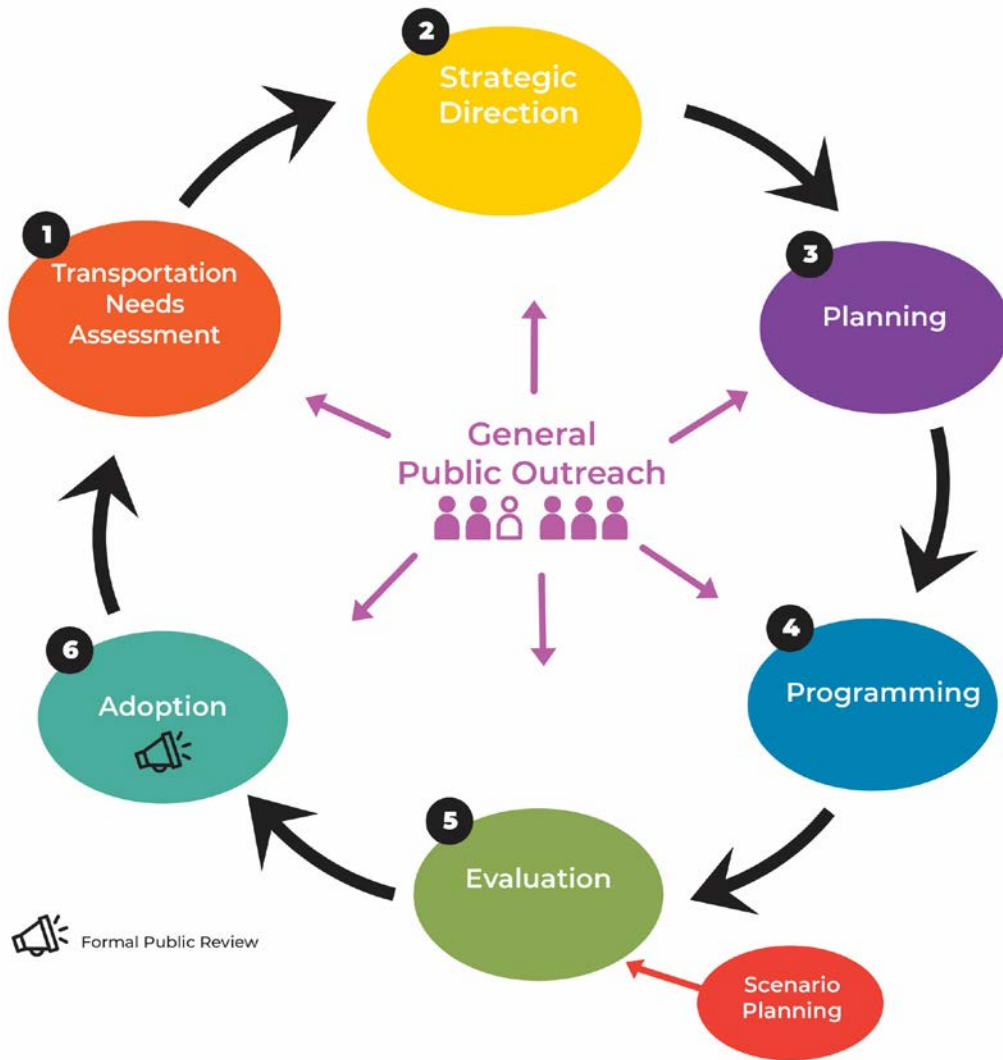 2
Strategic
Direction
1
Transportation
Needs
Assessment
3
Planning
General
Public Outreach
4
Programming
6
Adoption
5
Evaluation
Formal Public Review
Scenario
Planning